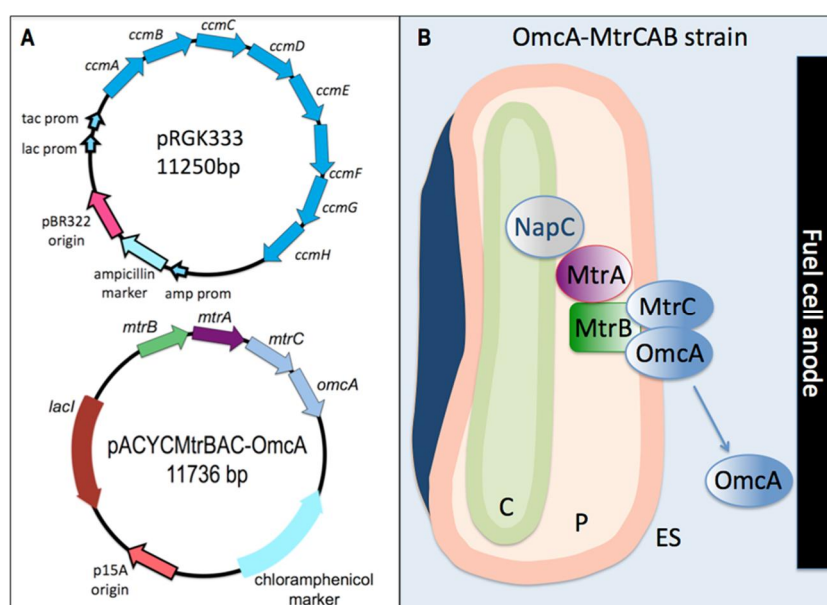 A
ccmA
ccmB
ccmC
ccmD
ccmE
ccmF
ccmG
ccmH
tac prom
lac prom
pRGK333
11250bp
pBR322
origin
ampicillin
marker
amp prom
mtrB
mtrA
mtrC
omcA
lacI
pACYCMtrBAC-OmcA
11736 bp
p15A
origin
chloramphenicol
marker
B
OmcA-MtrCAB strain
NapC
MtrA
MtrB
MtrC
OmcA
OmcA
C
P
ES
Fuel cell anode